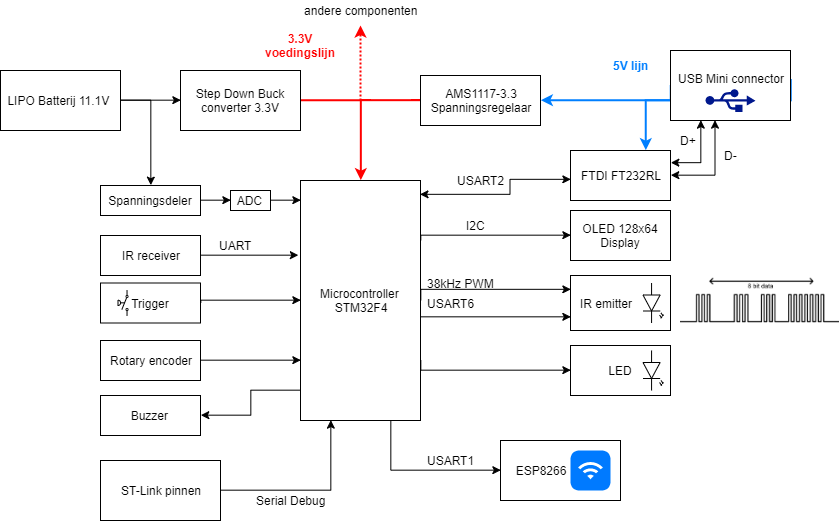 andere componenten
3.3V
voedingslijn
5V lijn
LIPO Batterij 11.1V
Step Down Buck
converter 3.3V
AMS1117-3.3
Spanningsregelaar
USB Mini connector
D+
D-
FTDI FT232RL
USART2
Spanningsdeler
ADC
I2C
OLED 128x64
Display
IR receiver
UART
Microcontroller
STM32F4
38kHz PWM
USART6
IR emitter
8 bit data
Trigger
Rotary encoder
LED
Buzzer
USART1
ESP8266
ST-Link pinnen
Serial Debug